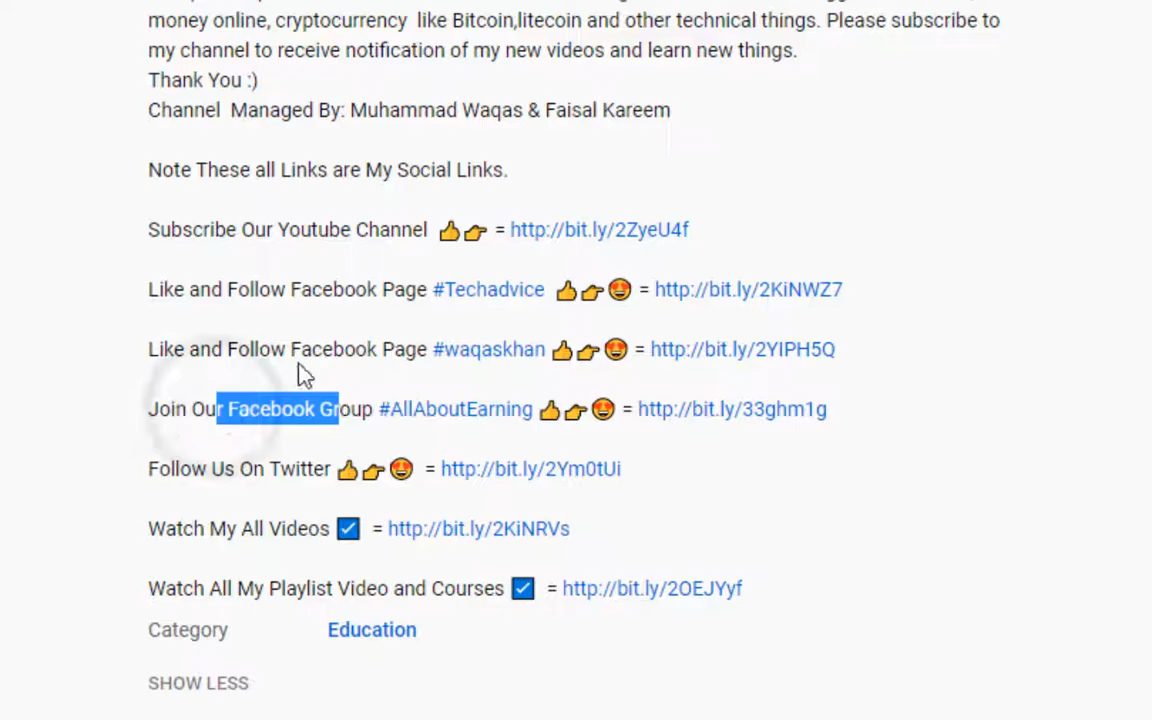 money online, cryptocurrency like Bitcoin,litecoin and other technical things. Please subscribe to
my channel to receive notification of my new videos and learn new things.
Thank You :)
Channel Managed By: Muhammad Waqas & Faisal Kareem
Note These all Links are My Social Links.
Subscribe Our Youtube Channel 👍👉 = http://bit.ly/2ZyeU4f
Like and Follow Facebook Page #Techadvice 👍👉🤩 = http://bit.ly/2KiNWZ7
Like and Follow Facebook Page #waqaskhan 👍👉🤩 = http://bit.ly/2YIPH5Q
Join Our Facebook Group #AllAboutEarning 👍👉🤩 = http://bit.ly/33ghm1g
Follow Us On Twitter 👍👉🤩 = http://bit.ly/2Ym0tUi
Watch My All Videos ☑️ = http://bit.ly/2KiNRVs
Watch All My Playlist Video and Courses ☑️ = http://bit.ly/2OEJYyf
Category Education
SHOW LESS